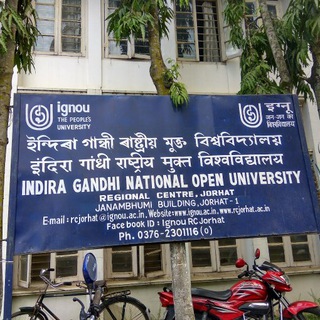 ignou
THE PEOPLE'S
UNIVERSITY
इग्नू
जन-जन का
विश्वविद्यालय
ইন্দিৰা গান্ধী ৰাষ্ট্ৰীয় মুক্ত বিশ্ববিদ্যালয়
इंदिरा गांधी राष्ट्रीय मुक्त विश्वविद्यालय
INDIRA GANDHI NATIONAL OPEN UNIVERSITY
REGIONAL CENTRE, JORHAT
JANAMBHUMI BUILDING, JORHAT - 1
E-mail : rcjorhat@ignou.ac.in, Website:www.ignou.ac.in, www.rcjorhat.ac.in
Face book ID : Ignou RCJorhat
Ph. 0376-2301116 (o)